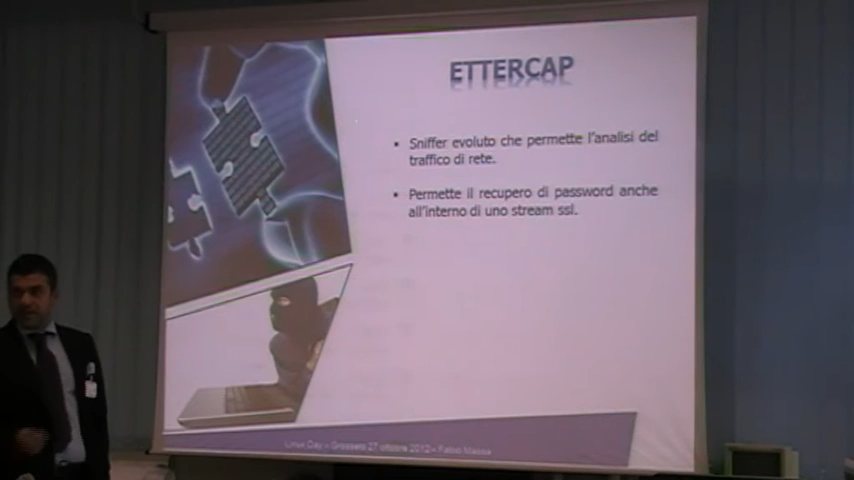 ETTERCAP
▪ Sniffer evoluto che permette l'analisi del
traffico di rete.
▪ Permette il recupero di password anche
all'interno di uno stream ssl.
Linux Day – Grosseto 27 ottobre 2012 – Fabio Massa